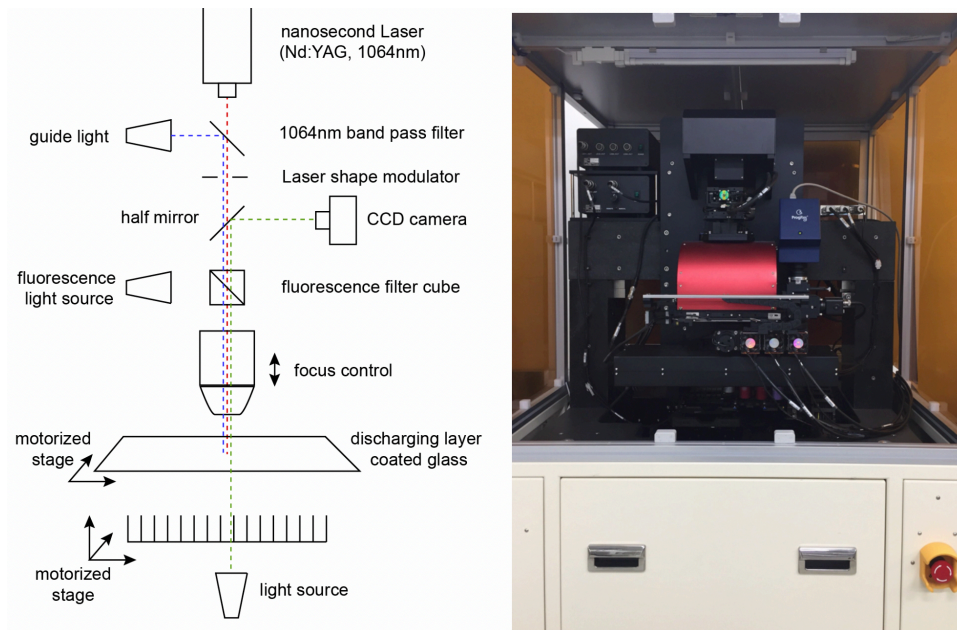 nanosecond Laser
(Nd:YAG, 1064nm)
guide light
1064nm band pass filter
Laser shape modulator
half mirror
CCD camera
fluorescence
light source
fluorescence filter cube
focus control
motorized
stage
discharging layer
coated glass
motorized
stage
light source